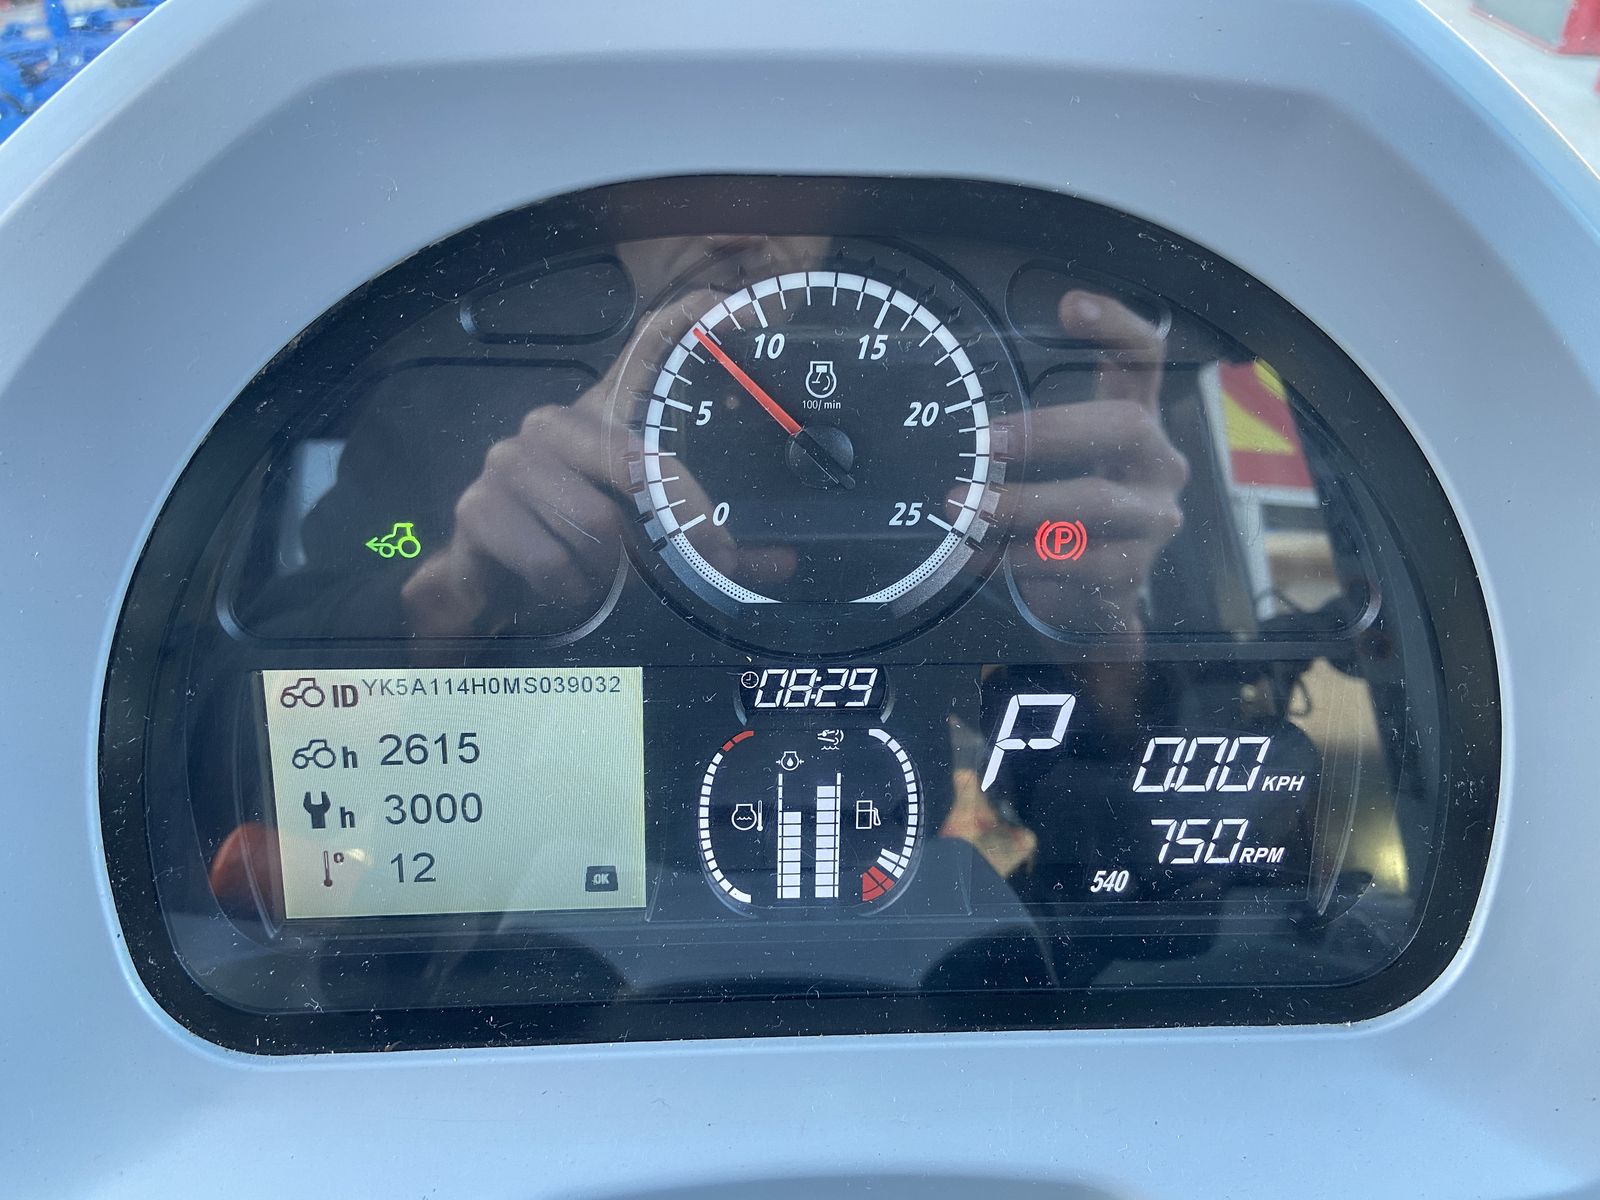 10 15
100/min
5 20
0 25
P
ID YK5A114H0MS039032
h 2615
h 3000
° 12
OK
08:29
P
0.00 KPH
750 RPM
540